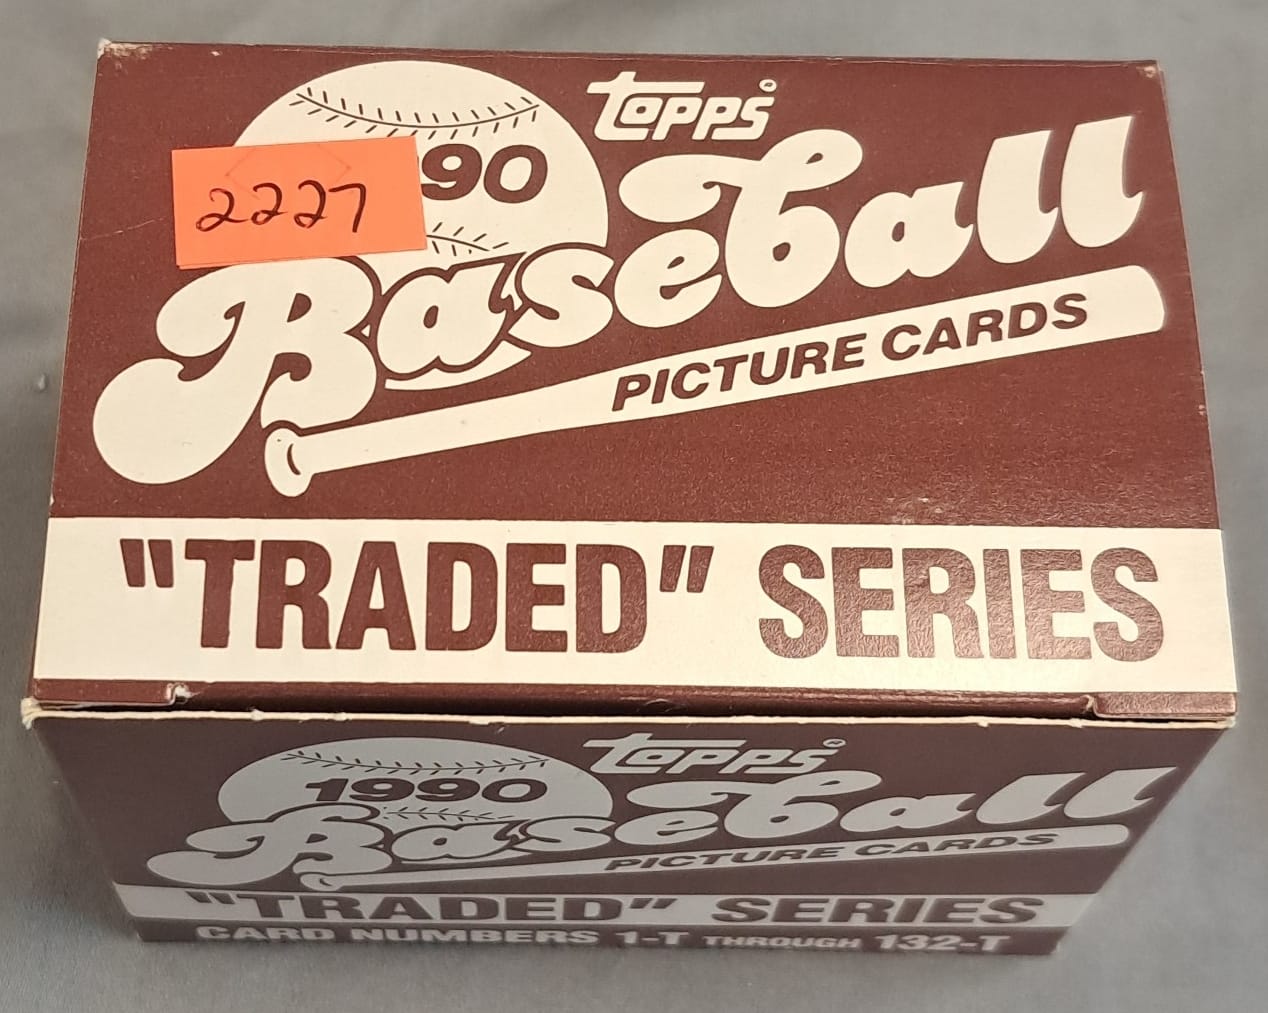 topps®
90
2227
Baseball
PICTURE CARDS
"TRADED" SERIES
topps®
1990
Baseball
PICTURE CARDS
"TRADED" SERIES
CARD NUMBERS 1-T THROUGH 132-T